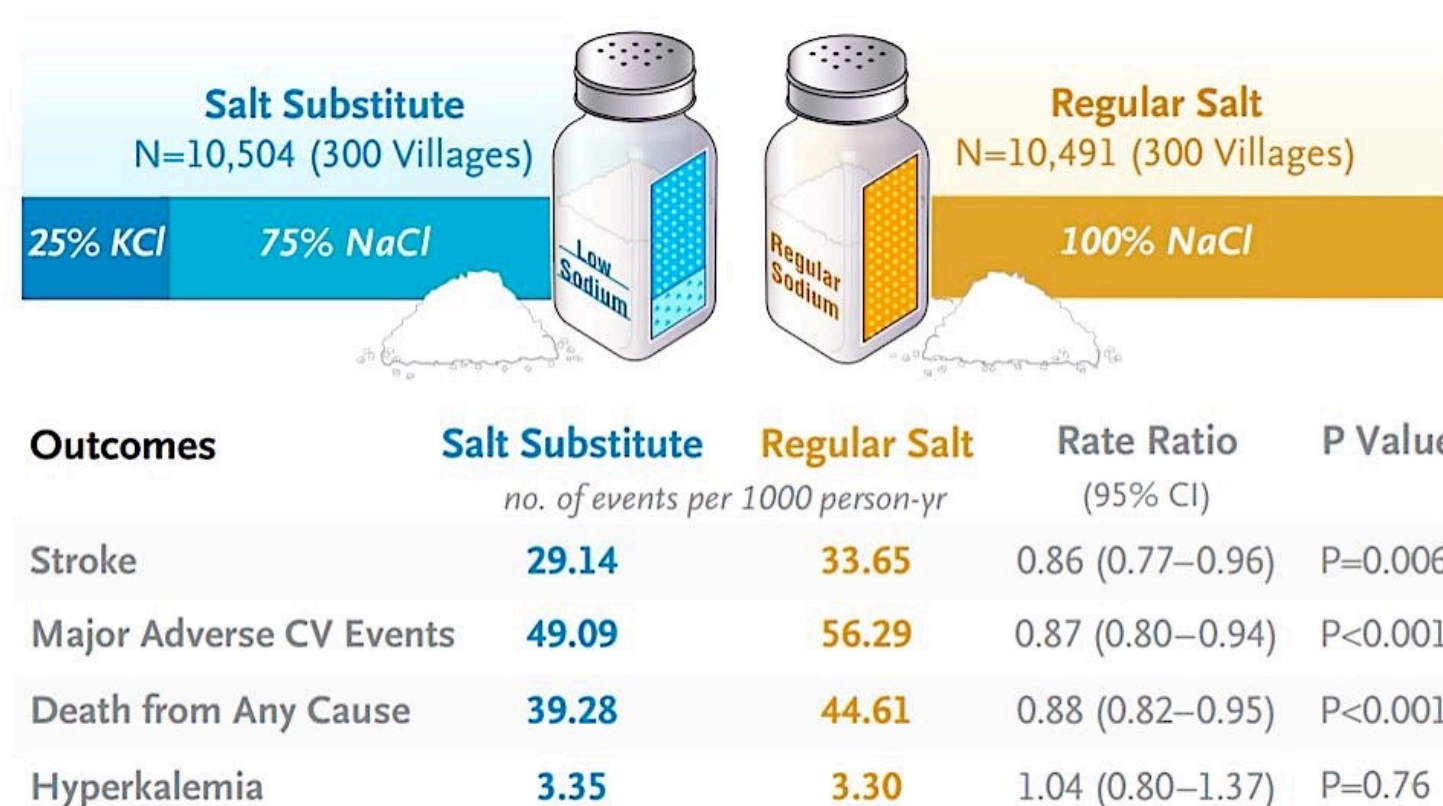 Salt Substitute
N=10,504 (300 Villages)
25% KCl
75% NaCl
Low
Sodium
Regular
Sodium
Regular Salt
N=10,491 (300 Villages)
100% NaCl
Outcomes Salt Substitute Regular Salt Rate Ratio P Value
no. of events per 1000 person-yr (95% CI)
Stroke 29.14 33.65 0.86 (0.77–0.96) P=0.006
Major Adverse CV Events 49.09 56.29 0.87 (0.80–0.94) P<0.001
Death from Any Cause 39.28 44.61 0.88 (0.82–0.95) P<0.001
Hyperkalemia 3.35 3.30 1.04 (0.80–1.37) P=0.76